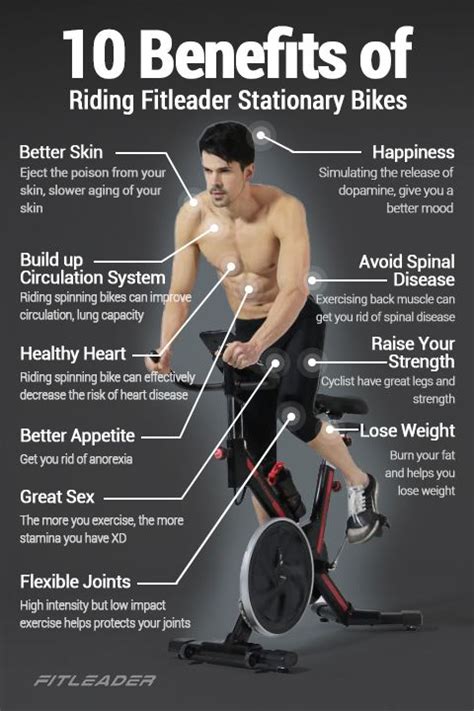 10 Benefits of
Riding Fitleader Stationary Bikes
Better Skin
Eject the poison from your
skin, slower aging of your
skin
Build up
Circulation System
Riding spinning bikes can improve
circulation, lung capacity
Healthy Heart
Riding spinning bike can effectively
decrease the risk of heart disease
Better Appetite
Get you rid of anorexia
Great Sex
The more you exercise, the more
stamina you have XD
Flexible Joints
High intensity but low impact
exercise helps protects your joints
Happiness
Simulating the release of
dopamine, give you a
better mood
Avoid Spinal
Disease
Exercising back muscle can
get you rid of spinal disease
Raise Your
Strength
Cyclist have great legs and
strength
Lose Weight
Burn your fat
and helps you
lose weight
FITLEADER